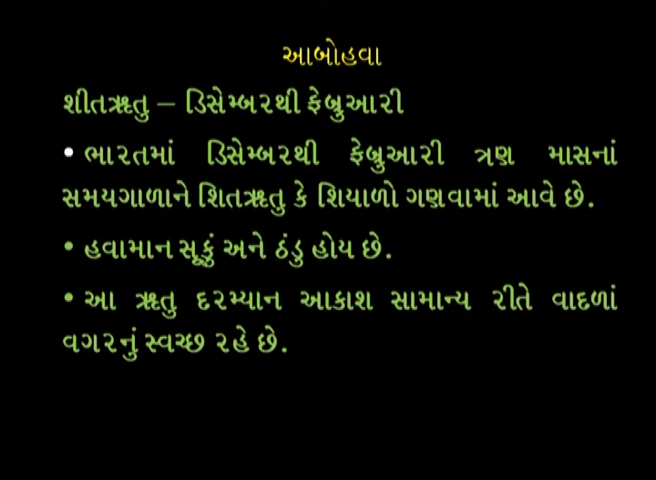 આબોહવા
શીતઋતુ – ડિસેમ્બરથી ફેબ્રુઆરી
• ભારતમાં ડિસેમ્બરથી ફેબ્રુઆરી ત્રણ માસનાં
સમયગાળાને શિતઋતુ કે શિયાળો ગણવામાં આવે છે.
• હવામાન સૂકું અને ઠંડુ હોય છે.
• આ ઋતુ દરમ્યાન આકાશ સામાન્ય રીતે વાદળાં
વગરનું સ્વચ્છ રહે છે.